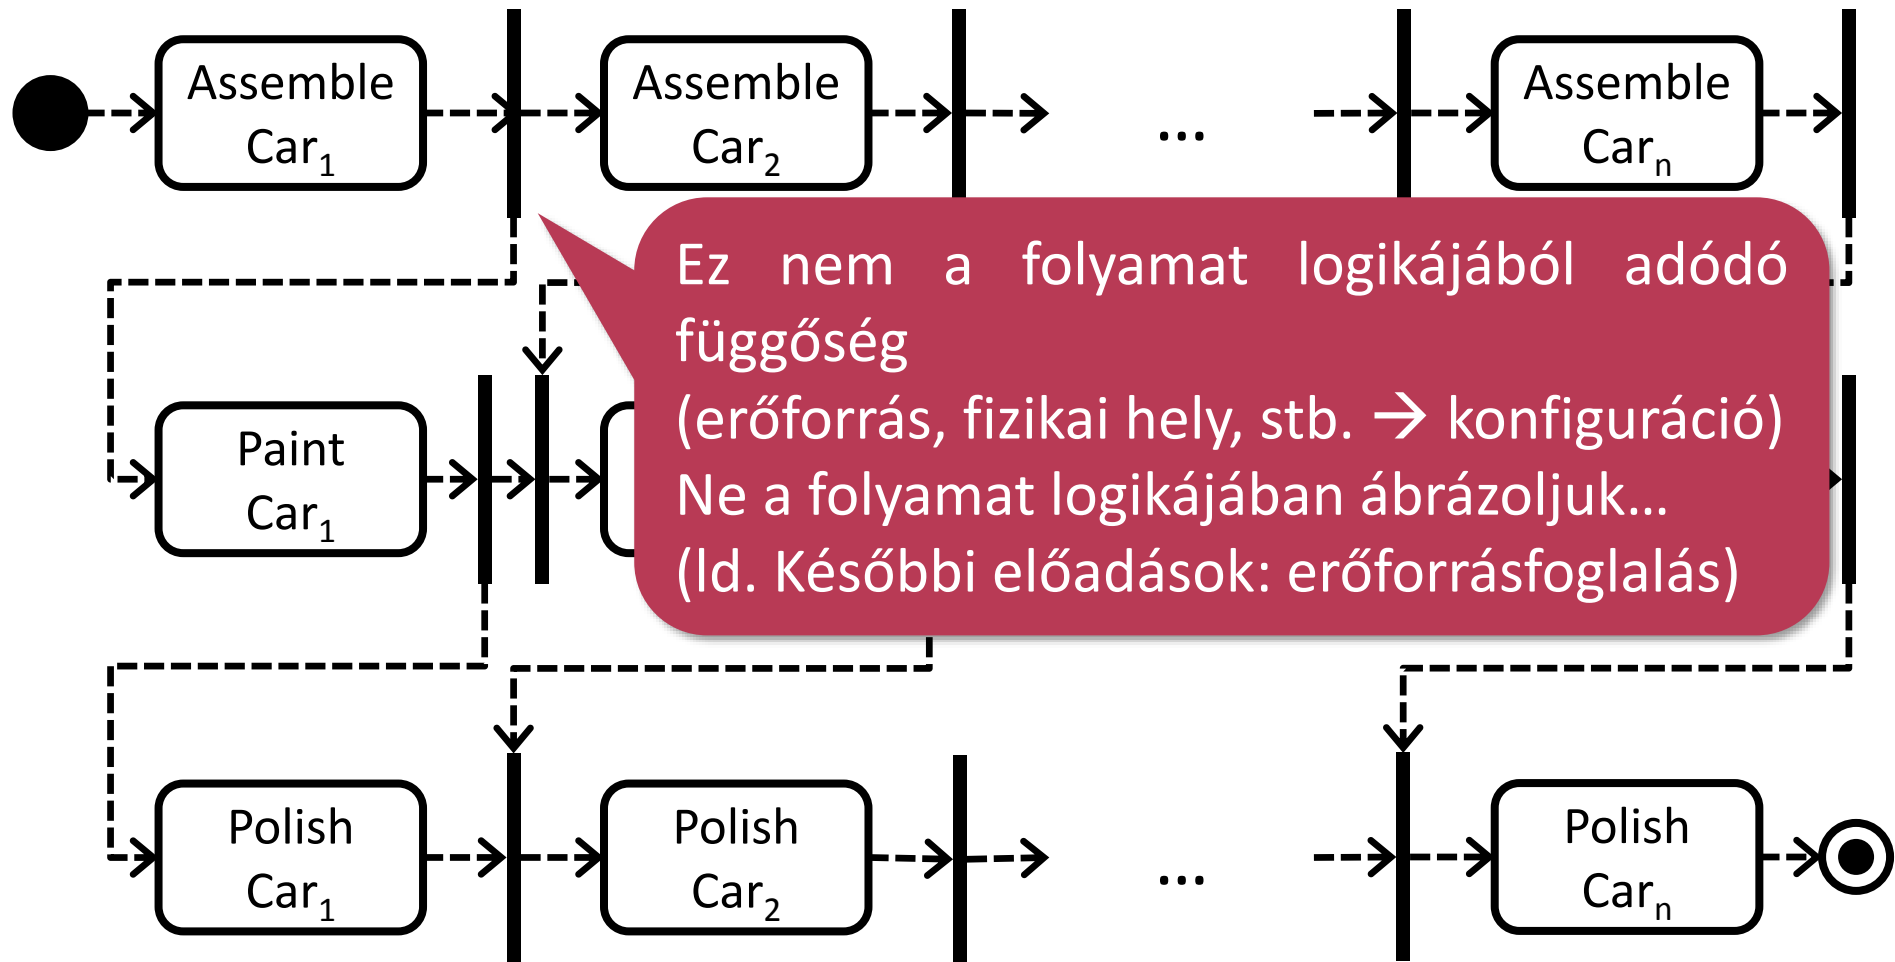 Assemble
Car₁
Assemble
Car₂
...
Assemble
Carₙ
Ez nem a folyamat logikájából adódó
függőség
(erőforrás, fizikai hely, stb. → konfiguráció)
Ne a folyamat logikájában ábrázoljuk...
(ld. Későbbi előadások: erőforrásfoglalás)
Paint
Car₁
Polish
Car₁
Polish
Car₂
...
Polish
Carₙ